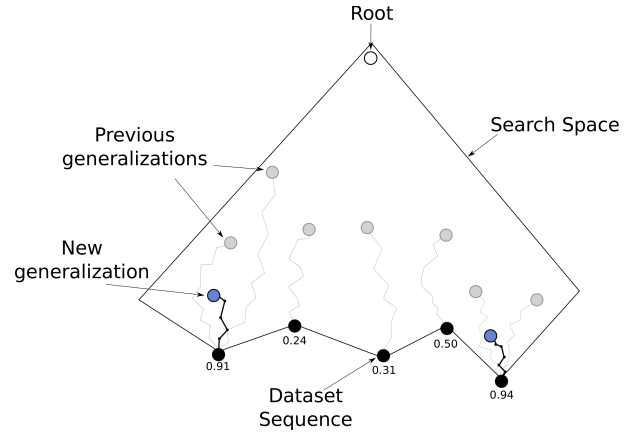 Root
Search Space
Previous
generalizations
New
generalization
0.91
0.24
0.31
0.50
0.94
Dataset
Sequence